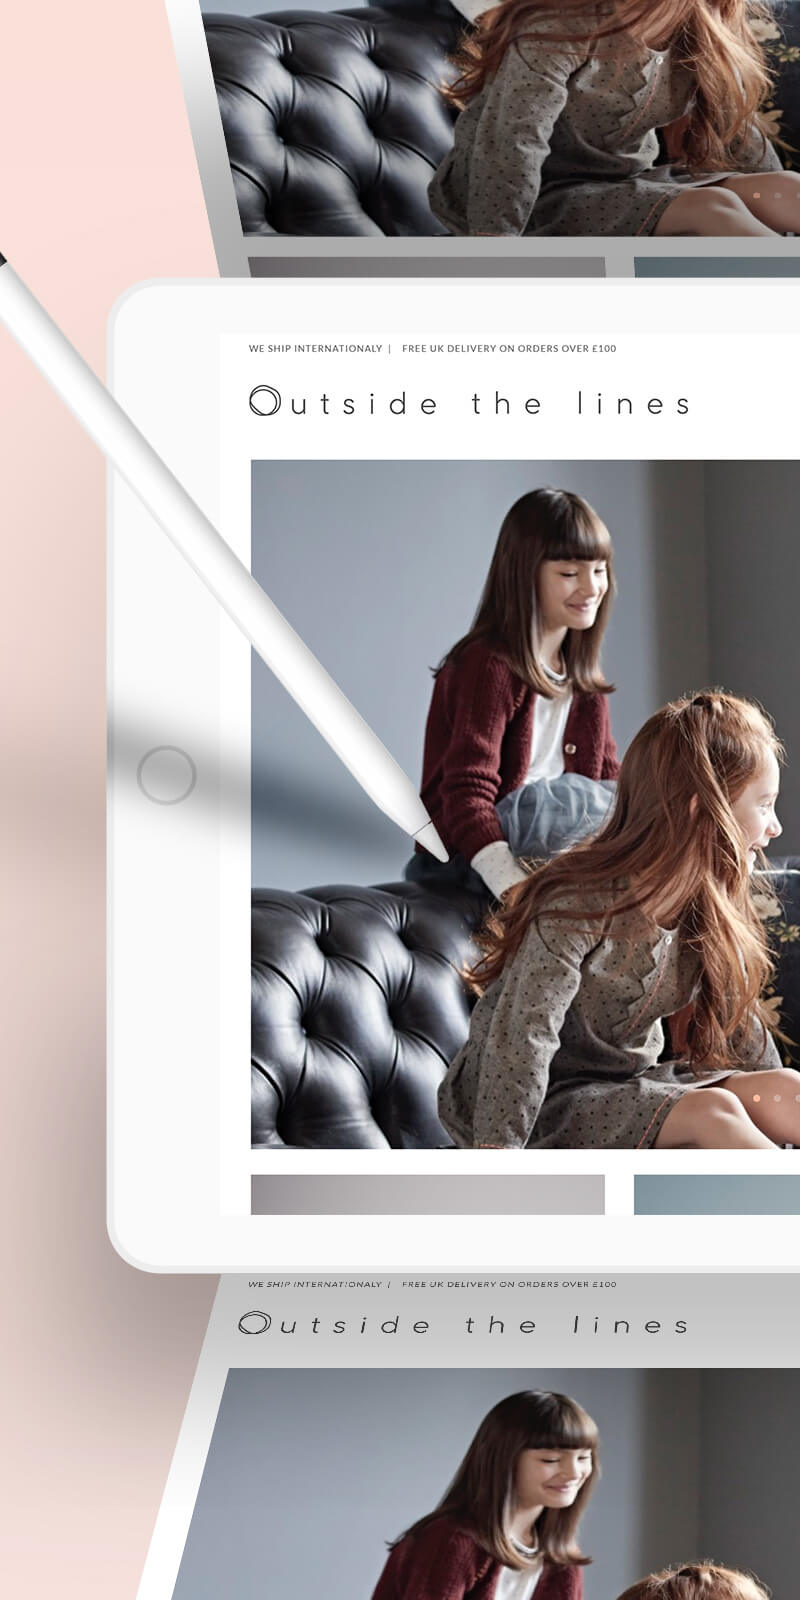 WE SHIP INTERNATIONALY | FREE UK DELIVERY ON ORDERS OVER £100
Outside the lines
WE SHIP INTERNATIONALY | FREE UK DELIVERY ON ORDERS OVER £100
Outside the lines